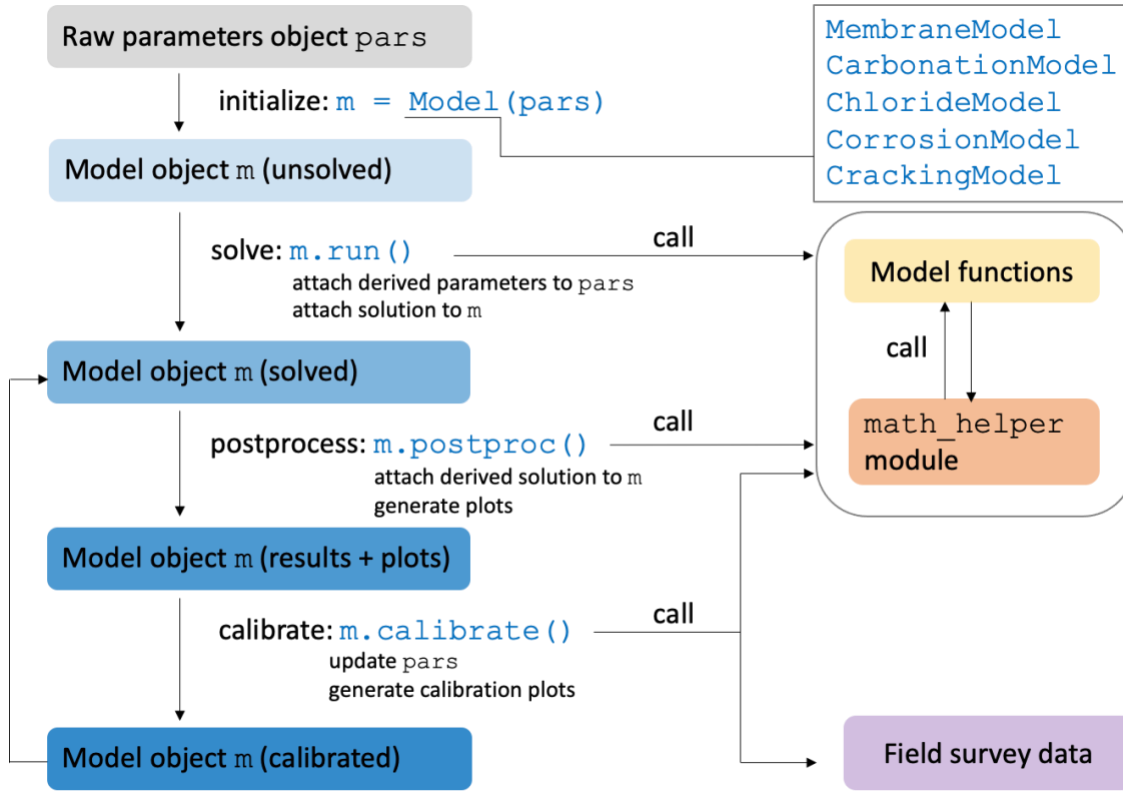 Raw parameters object pars
initialize: m = Model(pars)
MembraneModel
CarbonationModel
ChlorideModel
CorrosionModel
CrackingModel
Model object m (unsolved)
solve: m.run()
attach derived parameters to pars
attach solution to m
call
Model functions
call
math_helper
module
Model object m (solved)
postprocess: m.postproc()
attach derived solution to m
generate plots
call
Model object m (results + plots)
calibrate: m.calibrate()
update pars
generate calibration plots
call
Model object m (calibrated)
Field survey data